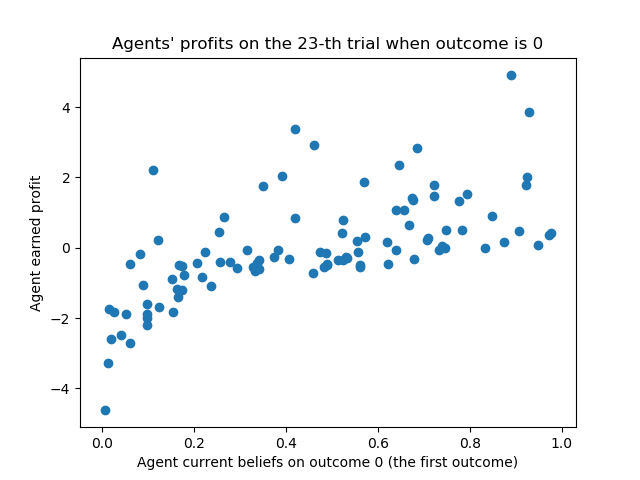 Agents' profits on the 23-th trial when outcome is 0
Agent earned profit
4
2
0
−2
−4
0.0 0.2 0.4 0.6 0.8 1.0
Agent current beliefs on outcome 0 (the first outcome)